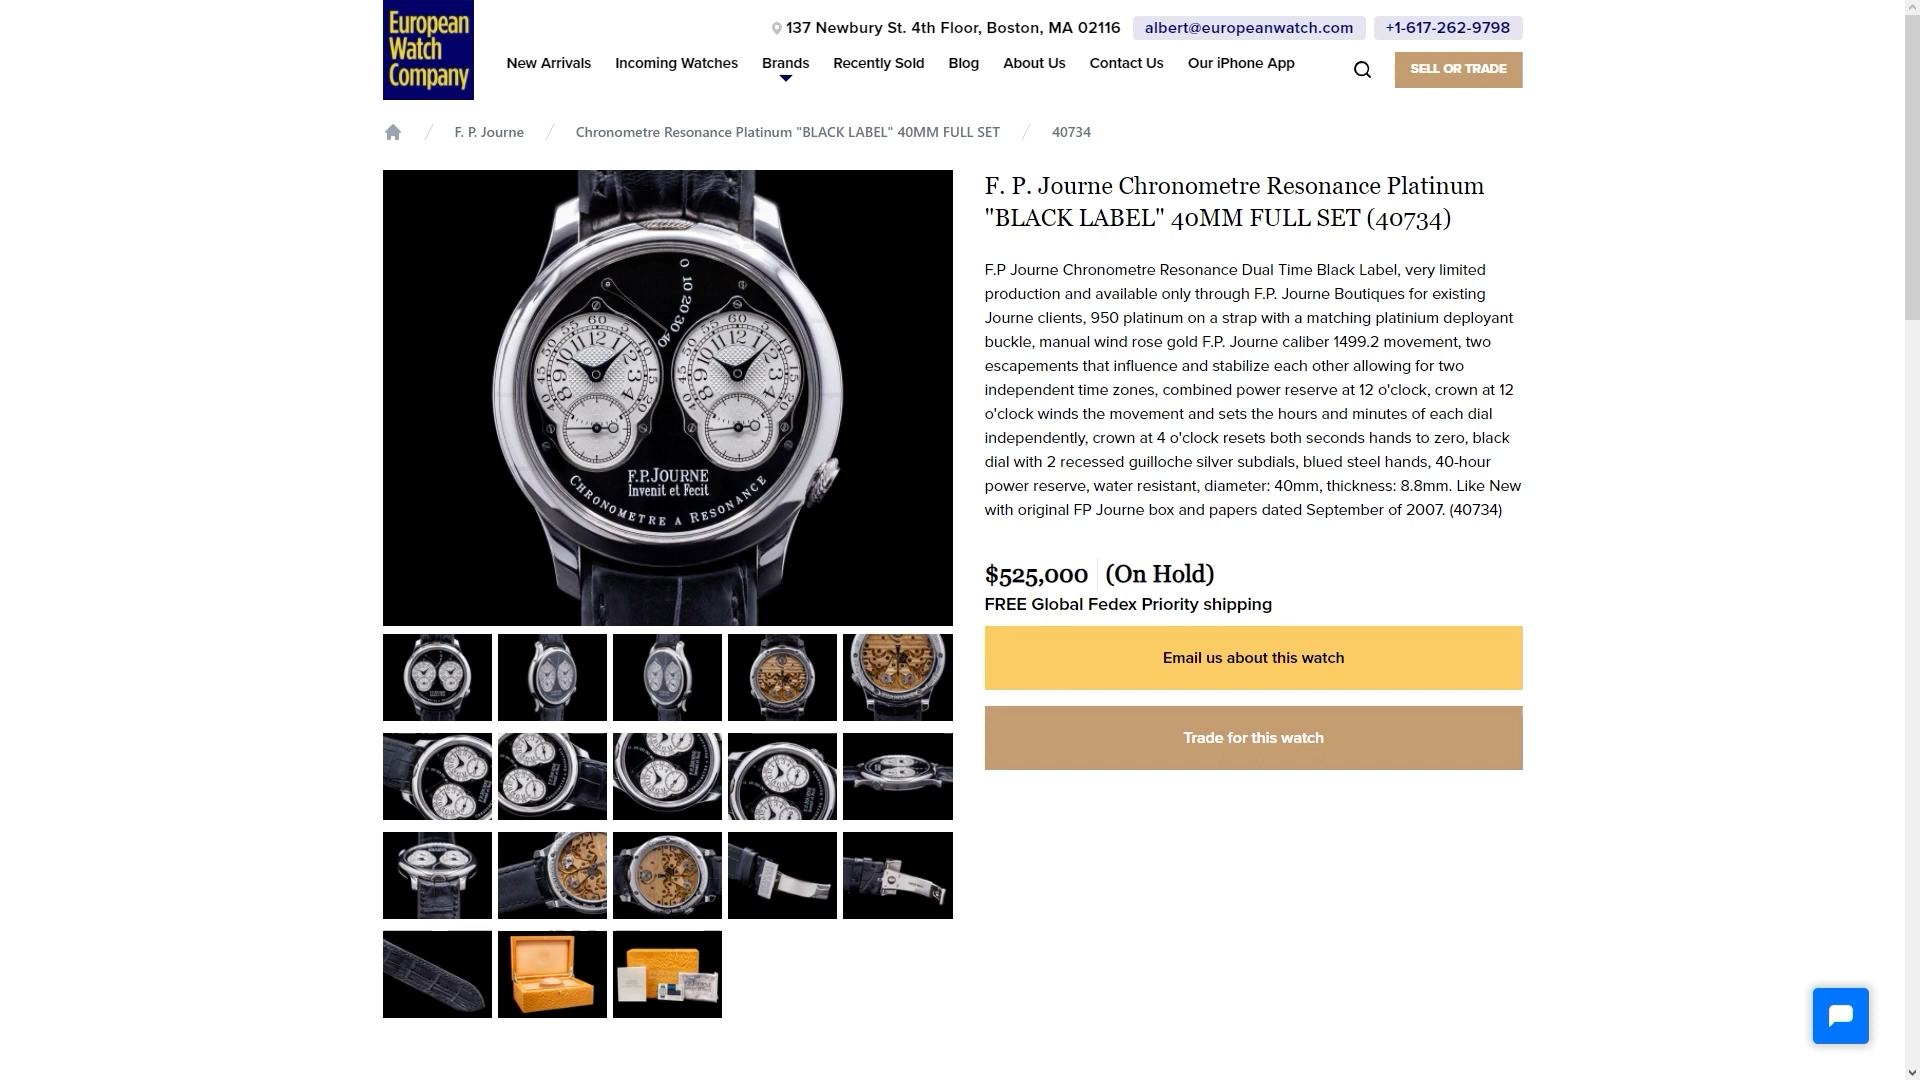 European
Watch
Company
137 Newbury St. 4th Floor, Boston, MA 02116
albert@europeanwatch.com
+1-617-262-9798
New Arrivals
Incoming Watches
Brands
Recently Sold
Blog
About Us
Contact Us
Our iPhone App
SELL OR TRADE
F. P. Journe
Chronometre Resonance Platinum "BLACK LABEL" 40MM FULL SET
40734
F. P. Journe Chronometre Resonance Platinum
"BLACK LABEL" 40MM FULL SET (40734)
F.P Journe Chronometre Resonance Dual Time Black Label, very limited
production and available only through F.P. Journe Boutiques for existing
Journe clients, 950 platinum on a strap with a matching platinium deployant
buckle, manual wind rose gold F.P. Journe caliber 1499.2 movement, two
escapements that influence and stabilize each other allowing for two
independent time zones, combined power reserve at 12 o'clock, crown at 12
o'clock winds the movement and sets the hours and minutes of each dial
independently, crown at 4 o'clock resets both seconds hands to zero, black
dial with 2 recessed guilloche silver subdials, blued steel hands, 40-hour
power reserve, water resistant, diameter: 40mm, thickness: 8.8mm. Like New
with original FP Journe box and papers dated September of 2007. (40734)
$525,000
(On Hold)
FREE Global Fedex Priority shipping
Email us about this watch
Trade for this watch
0 10 20 30 40
F.P.JOURNE
Invenit et Fecit
CHRONOMETRE A RESONANCE